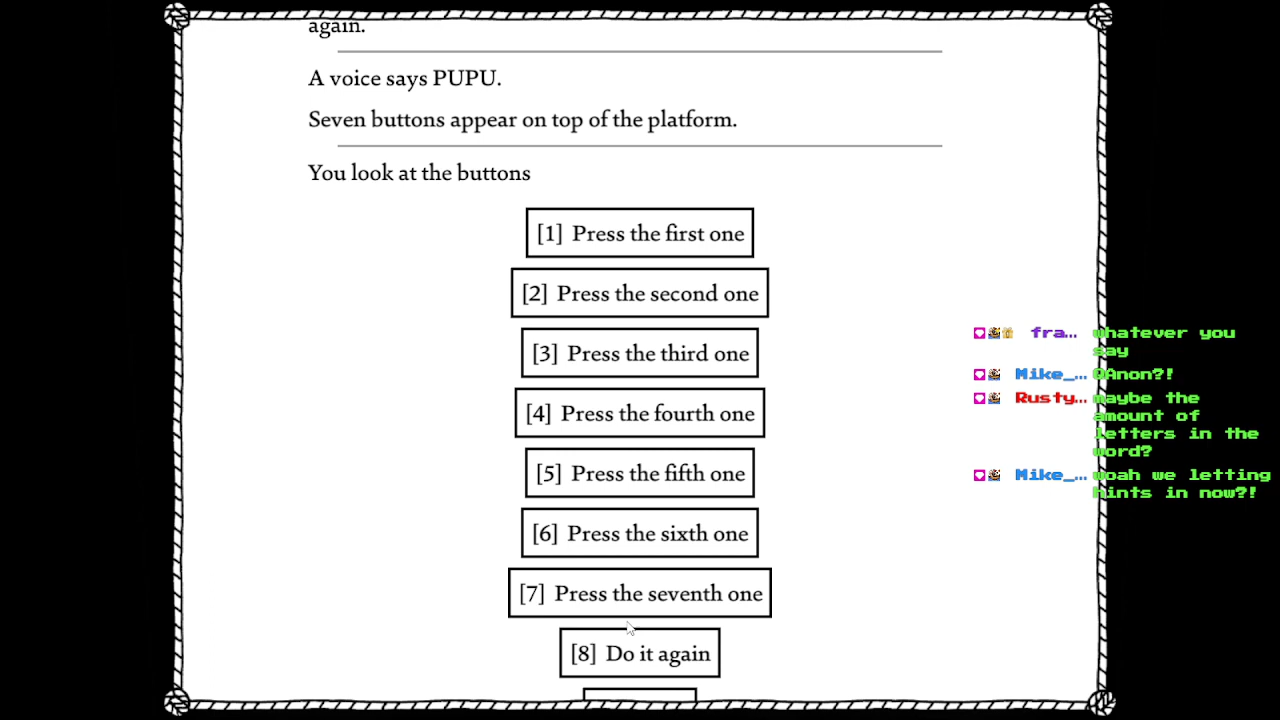 again.
A voice says PUPU.
Seven buttons appear on top of the platform.
You look at the buttons
[1] Press the first one
[2] Press the second one
[3] Press the third one
[4] Press the fourth one
[5] Press the fifth one
[6] Press the sixth one
[7] Press the seventh one
[8] Do it again
fra... whatever you
say
Mike_... QAnon?!
Rusty... maybe the
amount of
letters in the
word?
Mike_... woah we letting
hints in now?!